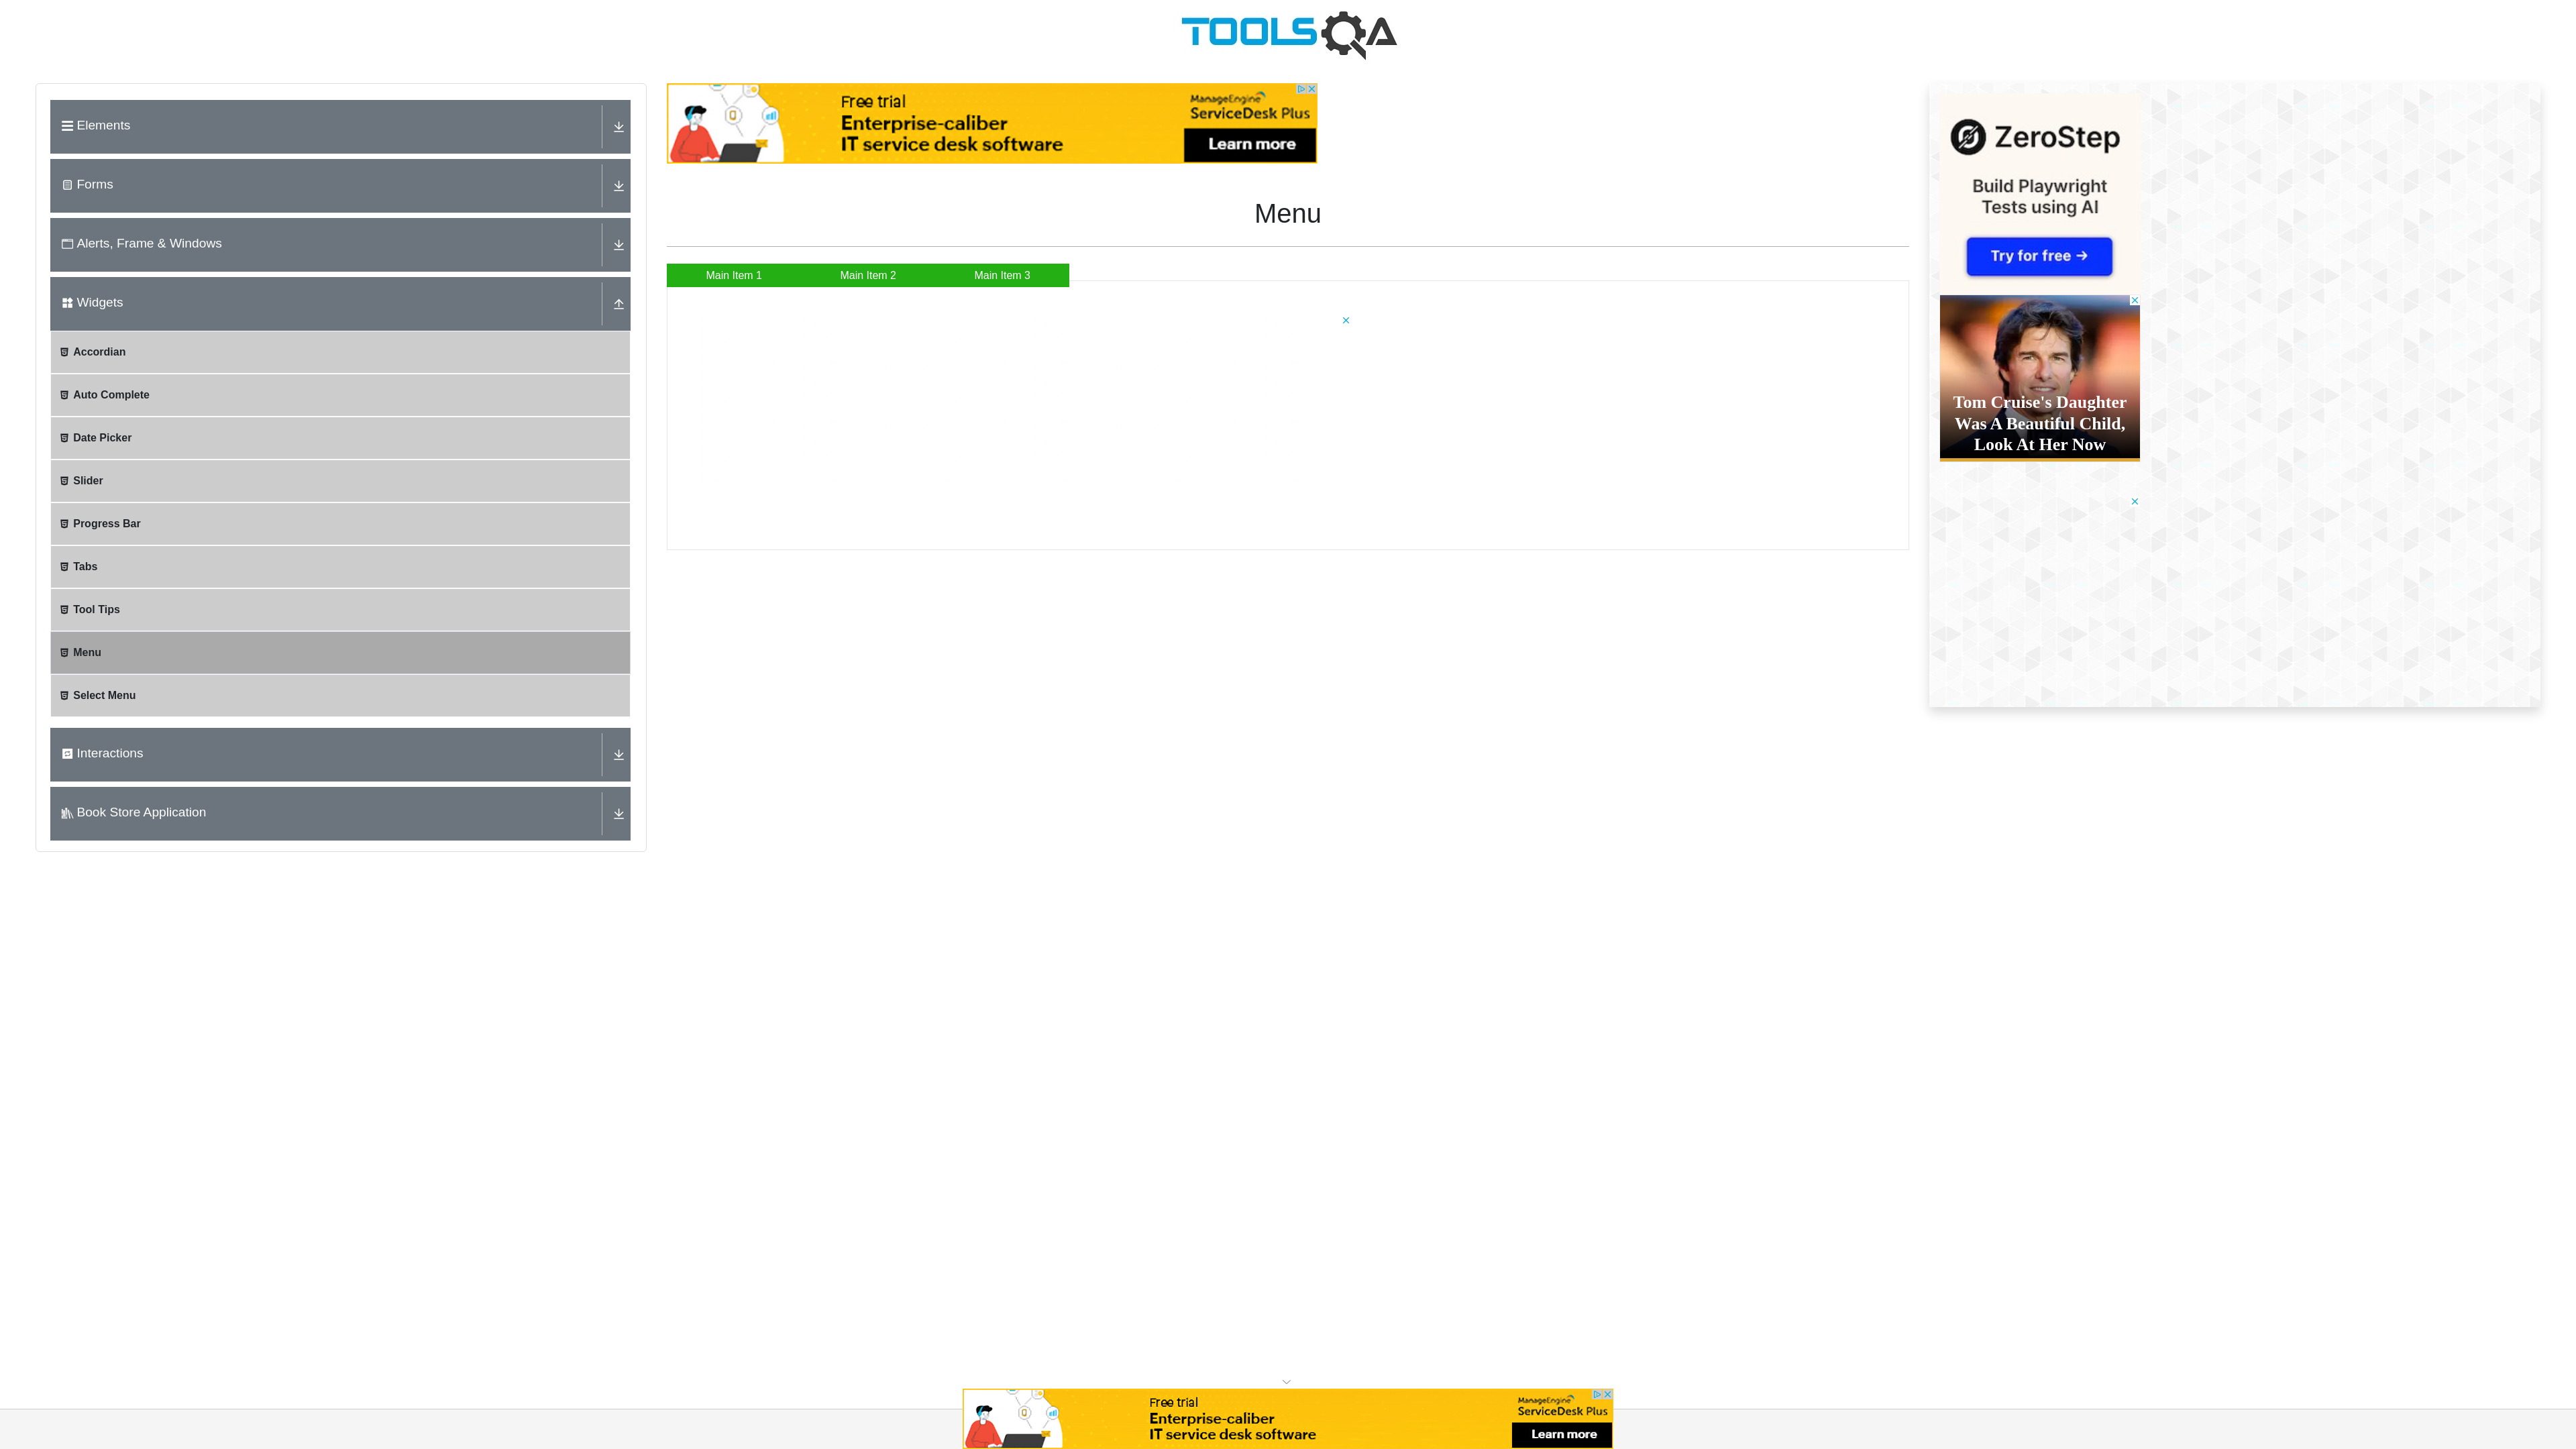 TOOLSQA
Elements
Forms
Alerts, Frame & Windows
Widgets
Accordian
Auto Complete
Date Picker
Slider
Progress Bar
Tabs
Tool Tips
Menu
Select Menu
Interactions
Book Store Application
Free trial
Enterprise-caliber
IT service desk software
ManageEngine
ServiceDesk Plus
Learn more
Menu
Main Item 1
Main Item 2
Main Item 3
ZeroStep
Build Playwright
Tests using AI
Try for free →
Tom Cruise's Daughter
Was A Beautiful Child,
Look At Her Now
Free trial
Enterprise-caliber
IT service desk software
ManageEngine
ServiceDesk Plus
Learn more